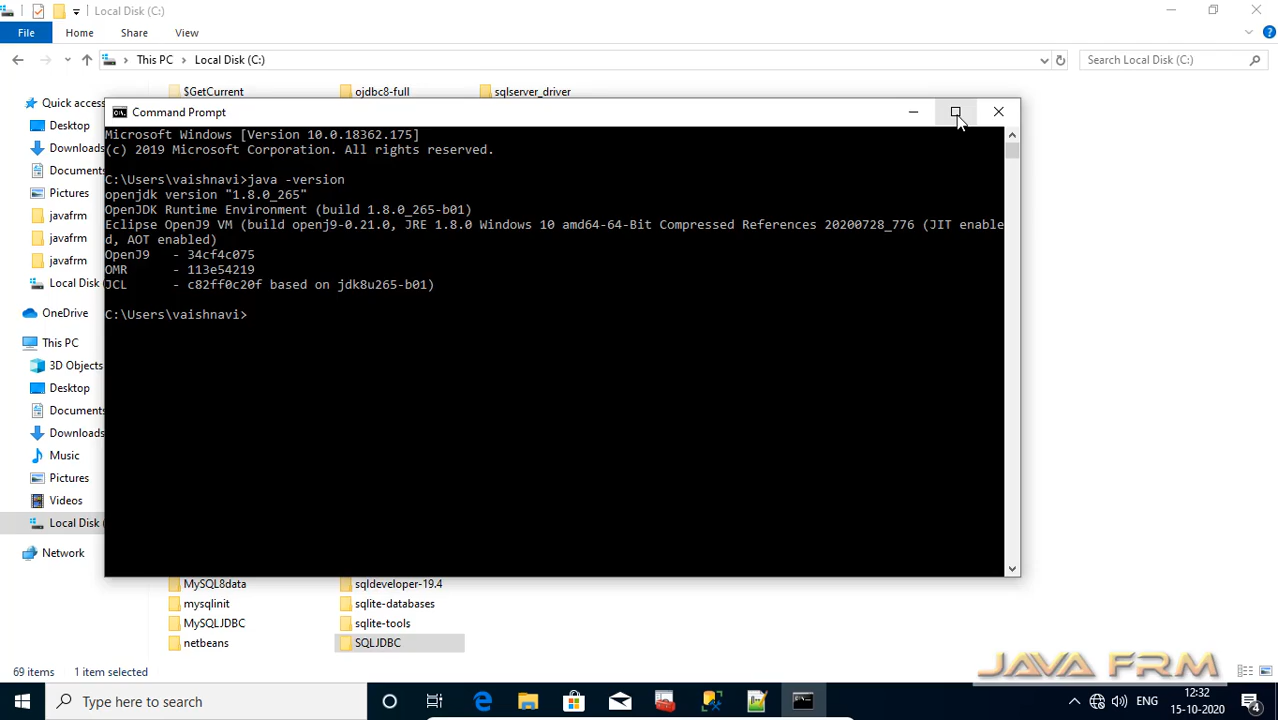 Local Disk (C:)
File Home Share View
This PC Local Disk (C:) Search Local Disk (C:)
$GetCurrent ojdbc8-full sqlserver_driver
Quick access
Desktop
Downloads
Documents
Pictures
javafrm
javafrm
javafrm
Local Disk
OneDrive
This PC
3D Objects
Desktop
Documents
Downloads
Music
Pictures
Videos
Local Disk (
Network
Command Prompt
Microsoft Windows [Version 10.0.18362.175]
(c) 2019 Microsoft Corporation. All rights reserved.
C:\Users\vaishnavi>java -version
openjdk version "1.8.0_265"
OpenJDK Runtime Environment (build 1.8.0_265-b01)
Eclipse OpenJ9 VM (build openj9-0.21.0, JRE 1.8.0 Windows 10 amd64-64-Bit Compressed References 20200728_776 (JIT enable
d, AOT enabled)
OpenJ9 - 34cf4c075
OMR - 113e54219
JCL - c82ff0c20f based on jdk8u265-b01)
C:\Users\vaishnavi>
MySQL8data sqldeveloper-19.4
mysqlinit sqlite-databases
MySQLJDBC sqlite-tools
netbeans SQLJDBC
69 items 1 item selected
JAVA FRM
Type here to search
ENG
12:32
15-10-2020
4